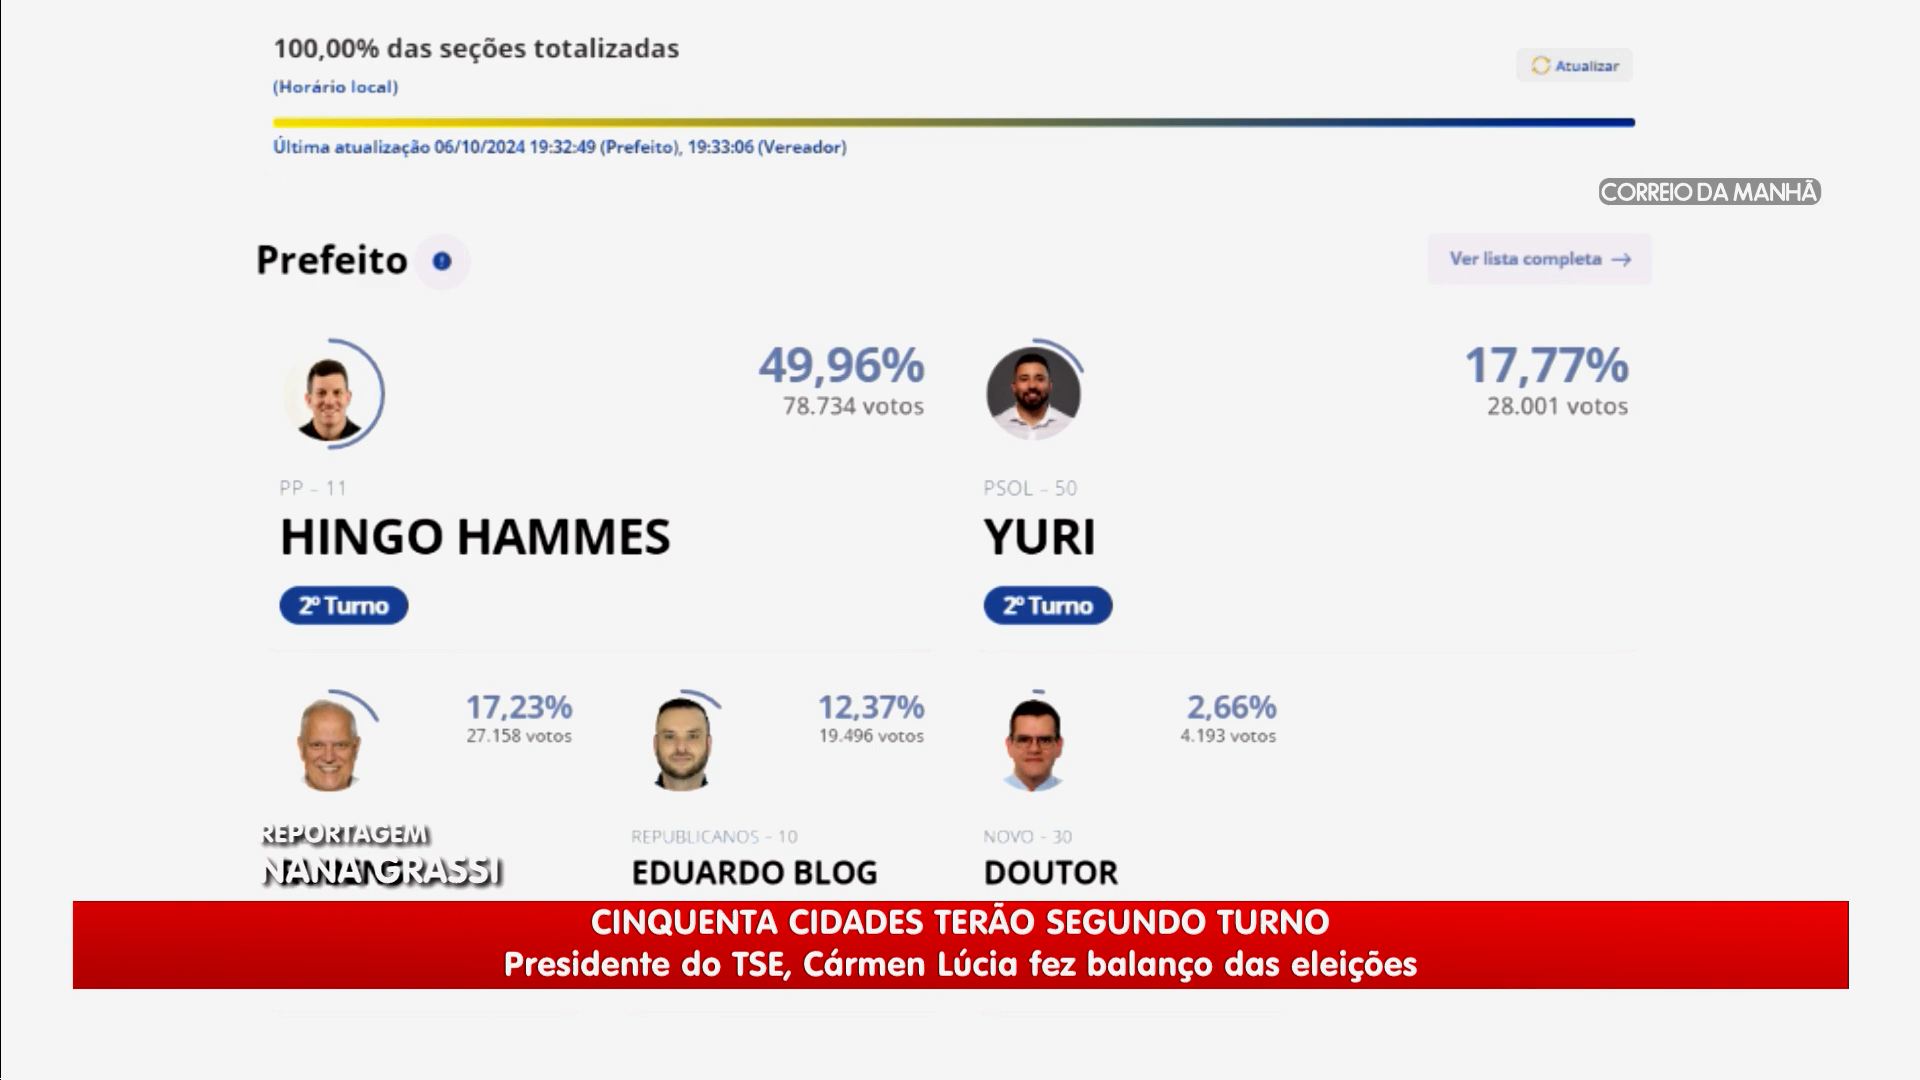 100,00% das seções totalizadas
Atualizar
(Horário local)
Última atualização 06/10/2024 19:32:49 (Prefeito), 19:33:06 (Vereador)
CORREIO DA MANHÃ
Prefeito
Ver lista completa →
49,96%
78.734 votos
17,77%
28.001 votos
PP – 11
PSOL – 50
HINGO HAMMES
YURI
2º Turno
2º Turno
17,23%
27.158 votos
12,37%
19.496 votos
2,66%
4.193 votos
REPORTAGEM
NANA GRASSI
REPUBLICANOS – 10
NOVO – 30
EDUARDO BLOG
DOUTOR
CINQUENTA CIDADES TERÃO SEGUNDO TURNO
Presidente do TSE, Cármen Lúcia fez balanço das eleições